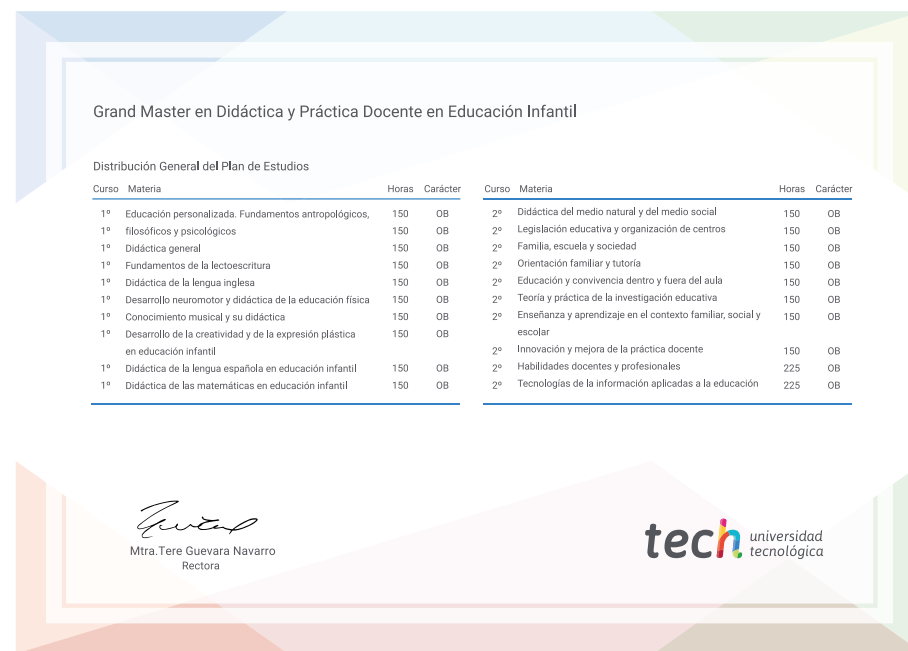 Grand Master en Didáctica y Práctica Docente en Educación Infantil
Distribución General del Plan de Estudios
Curso Materia Horas Carácter
1º Educación personalizada. Fundamentos antropológicos, 150 OB
1º filosóficos y psicológicos 150 OB
1º Didáctica general 150 OB
1º Fundamentos de la lectoescritura 150 OB
1º Didáctica de la lengua inglesa 150 OB
1º Desarrollo neuromotor y didáctica de la educación física 150 OB
1º Conocimiento musical y su didáctica 150 OB
1º Desarrollo de la creatividad y de la expresión plástica 150 OB
en educación infantil
1º Didáctica de la lengua española en educación infantil 150 OB
1º Didáctica de las matemáticas en educación infantil 150 OB
Curso Materia Horas Carácter
2º Didáctica del medio natural y del medio social 150 OB
2º Legislación educativa y organización de centros 150 OB
2º Familia, escuela y sociedad 150 OB
2º Orientación familiar y tutoría 150 OB
2º Educación y convivencia dentro y fuera del aula 150 OB
2º Teoría y práctica de la investigación educativa 150 OB
2º Enseñanza y aprendizaje en el contexto familiar, social y 150 OB
escolar
2º Innovación y mejora de la práctica docente 150 OB
2º Habilidades docentes y profesionales 225 OB
2º Tecnologías de la información aplicadas a la educación 225 OB
Mtra.Tere Guevara Navarro
Rectora
tech universidad
tecnológica